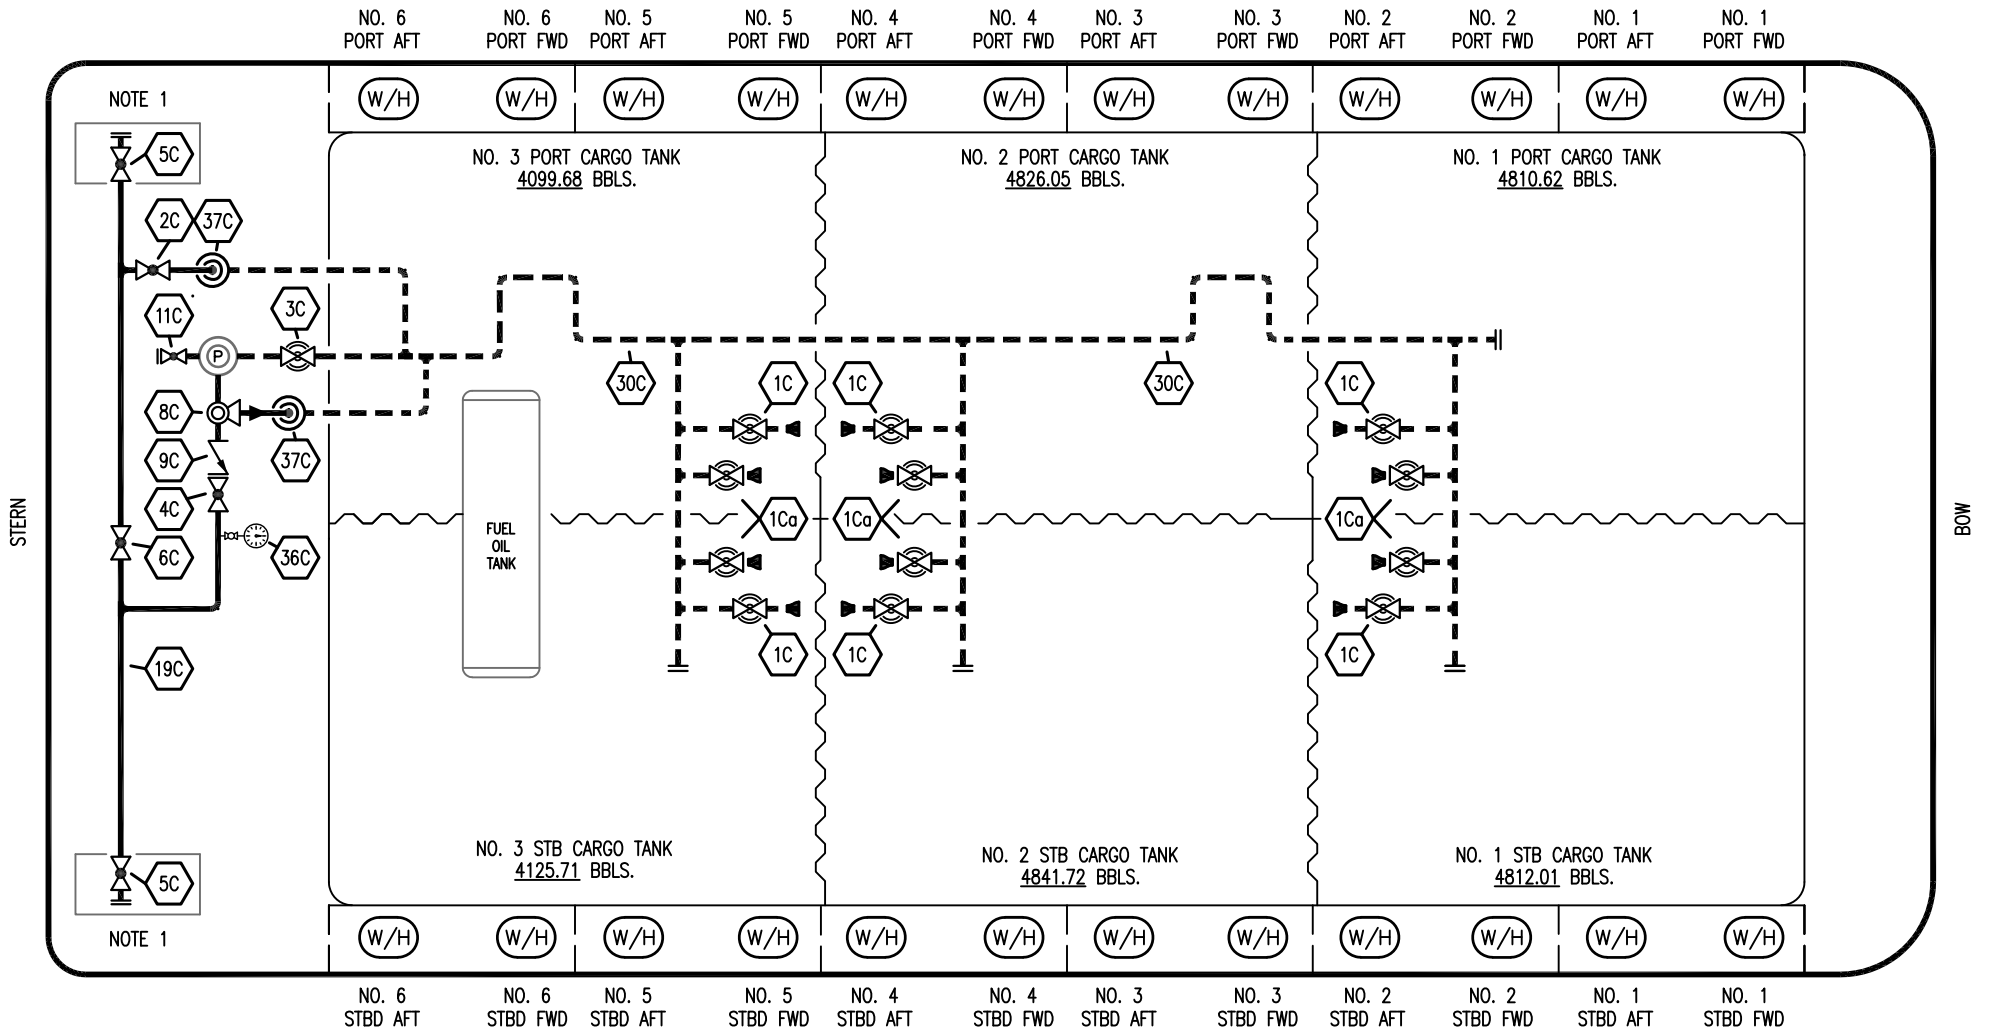 NO. 6 PORT AFT
NO. 6 PORT FWD
NO. 5 PORT AFT
NO. 5 PORT FWD
NO. 4 PORT AFT
NO. 4 PORT FWD
NO. 3 PORT AFT
NO. 3 PORT FWD
NO. 2 PORT AFT
NO. 2 PORT FWD
NO. 1 PORT AFT
NO. 1 PORT FWD
NOTE 1
W/H
W/H
W/H
W/H
W/H
W/H
W/H
W/H
W/H
W/H
W/H
W/H
5C
NO. 3 PORT CARGO TANK
4099.68 BBLS.
NO. 2 PORT CARGO TANK
4826.05 BBLS.
NO. 1 PORT CARGO TANK
4810.62 BBLS.
2C
37C
11C
3C
P
30C
1C
1C
30C
1C
8C
9C
37C
4C
STERN
FUEL
OIL
TANK
1Ca
1Ca
1Ca
BOW
6C
36C
19C
1C
1C
1C
NO. 3 STB CARGO TANK
4125.71 BBLS.
NO. 2 STB CARGO TANK
4841.72 BBLS.
NO. 1 STB CARGO TANK
4812.01 BBLS.
5C
NOTE 1
W/H
W/H
W/H
W/H
W/H
W/H
W/H
W/H
W/H
W/H
W/H
W/H
NO. 6 STBD AFT
NO. 6 STBD FWD
NO. 5 STBD AFT
NO. 5 STBD FWD
NO. 4 STBD AFT
NO. 4 STBD FWD
NO. 3 STBD AFT
NO. 3 STBD FWD
NO. 2 STBD AFT
NO. 2 STBD FWD
NO. 1 STBD AFT
NO. 1 STBD FWD